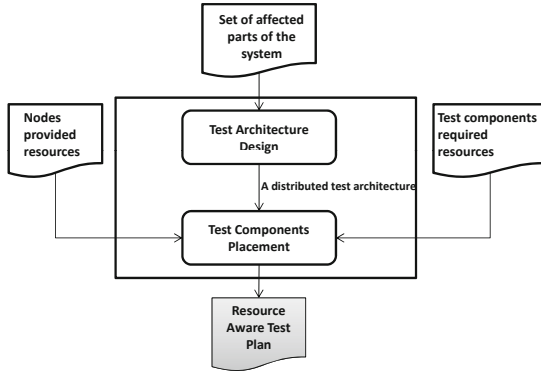 Set of affected
parts of the
system
Nodes
provided
resources
Test Architecture
Design
Test components
required
resources
A distributed test architecture
Test Components
Placement
Resource
Aware Test
Plan